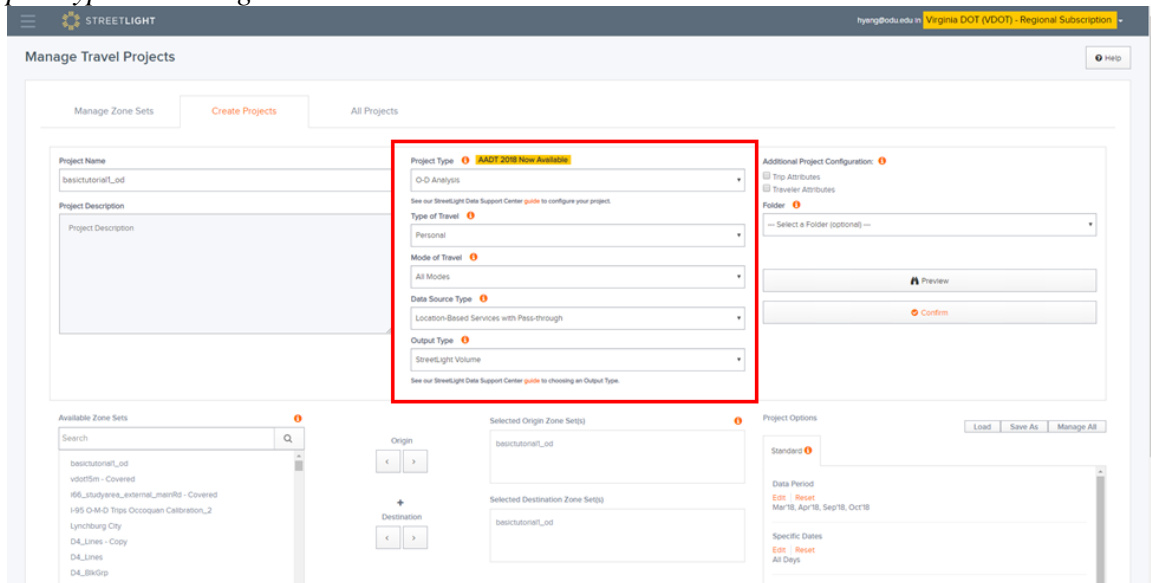 STREETLIGHT
hyang@odu.edu in Virginia DOT (VDOT) - Regional Subscription
Manage Travel Projects
Help
Manage Zone Sets
Create Projects
All Projects
Project Name
basictutorial1_od
Project Description
Project Description
Project Type AADT 2018 Now Available
O-D Analysis
See our StreetLight Data Support Center guide to configure your project.
Type of Travel
Personal
Mode of Travel
All Modes
Data Source Type
Location-Based Services with Pass-through
Output Type
StreetLight Volume
See our StreetLight Data Support Center guide to choosing an Output Type.
Additional Project Configuration:
Trip Attributes
Traveler Attributes
Folder
--- Select a Folder (optional) ---
Preview
Confirm
Available Zone Sets
Search
basictutorial1_od
vdot15m - Covered
I66_studyarea_external_mainRd - Covered
I-95 O-M-D Trips Occoquan Calibration_2
Lynchburg City
D4_Lines - Copy
D4_Lines
D4_BlkGrp
Origin
< >
+
Destination
< >
Selected Origin Zone Set(s)
basictutorial1_od
Selected Destination Zone Set(s)
basictutorial1_od
Project Options
Load Save As Manage All
Standard
Data Period
Edit Reset
Mar'18, Apr'18, Sep'18, Oct'18
Specific Dates
Edit Reset
All Days